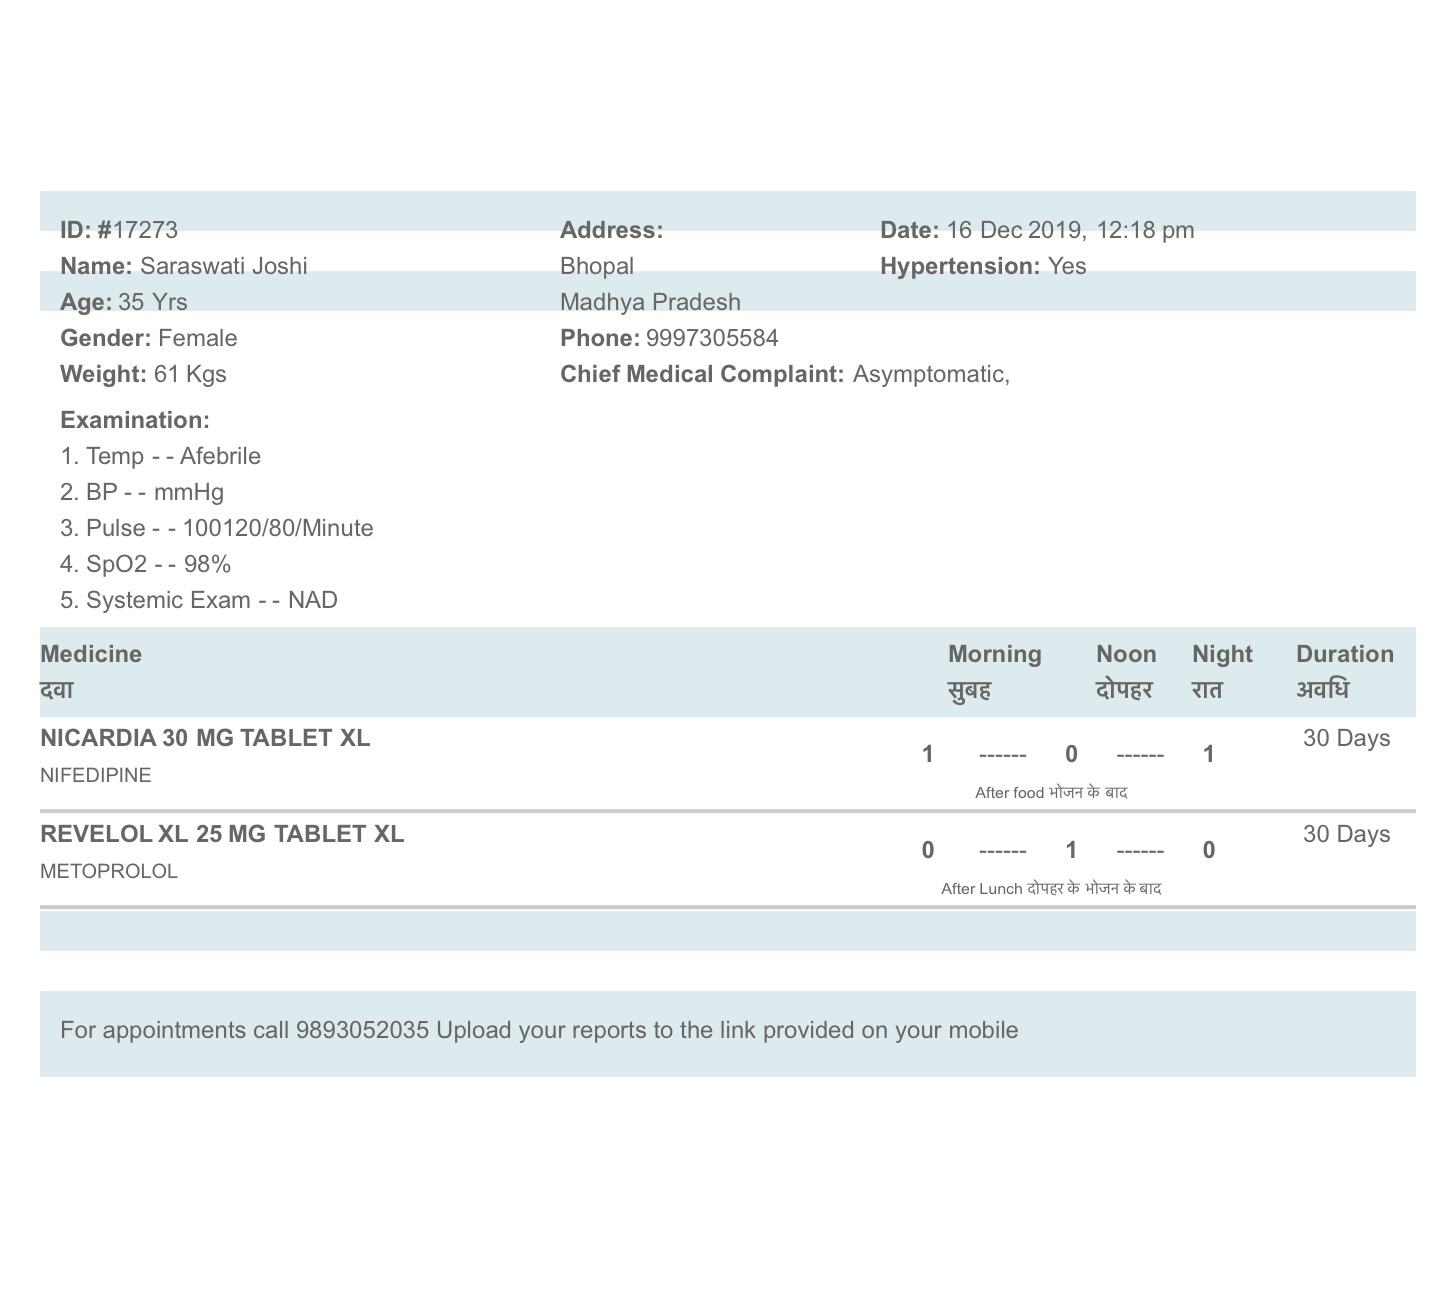 ID: #17273 Address: Date: 16 Dec 2019, 12:18 pm
Name: Saraswati Joshi Bhopal Hypertension: Yes
Age: 35 Yrs Madhya Pradesh
Gender: Female Phone: 9997305584
Weight: 61 Kgs Chief Medical Complaint: Asymptomatic,
Examination:
1. Temp - - Afebrile
2. BP - - mmHg
3. Pulse - - 100120/80/Minute
4. SpO2 - - 98%
5. Systemic Exam - - NAD
Medicine Morning Noon Night Duration
दवा सुबह दोपहर रात अवधि
NICARDIA 30 MG TABLET XL 30 Days
1 ------ 0 ------ 1
NIFEDIPINE
After food भोजन के बाद
REVELOL XL 25 MG TABLET XL 30 Days
0 ------ 1 ------ 0
METOPROLOL
After Lunch दोपहर के भोजन के बाद
For appointments call 9893052035 Upload your reports to the link provided on your mobile